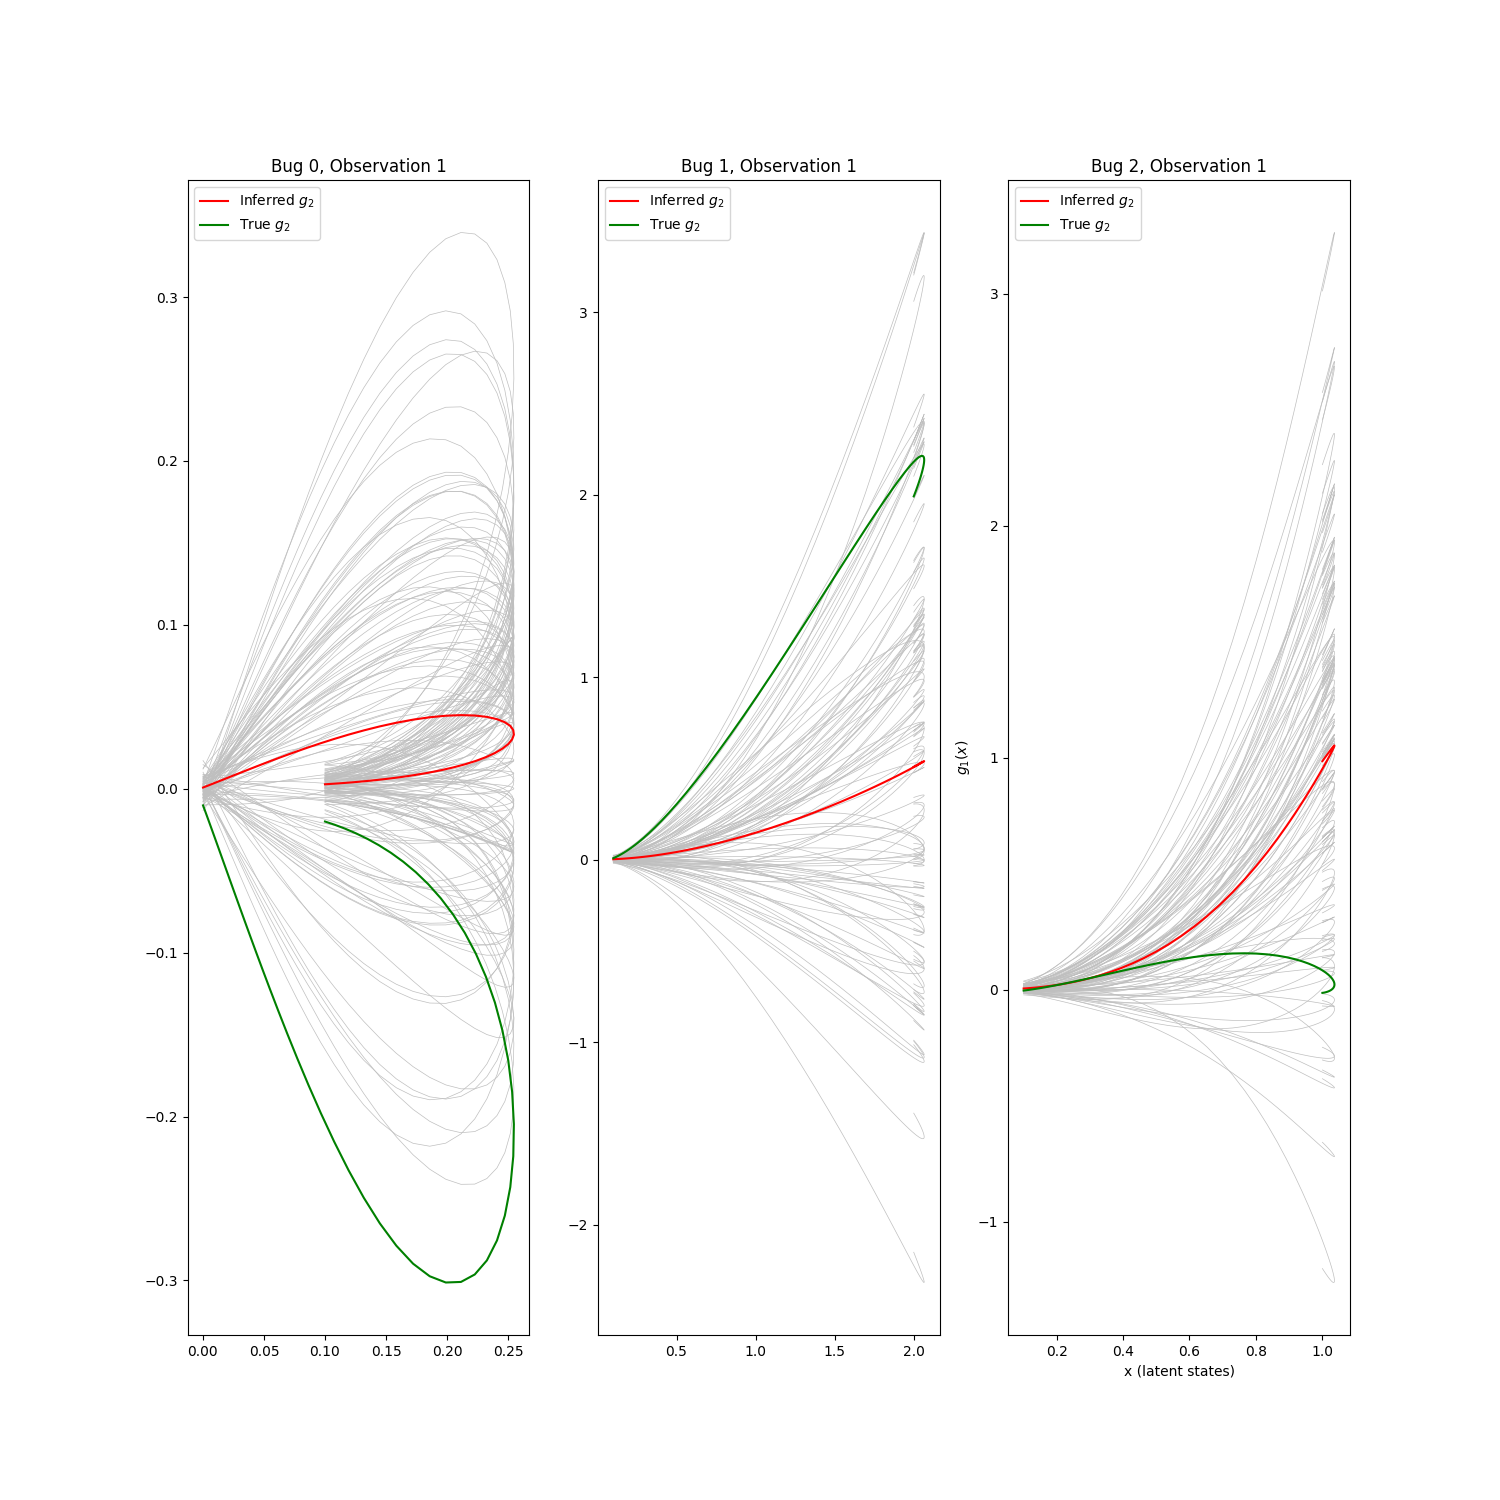 Bug 0, Observation 1
Inferred g₂
True g₂
0.3
0.2
0.1
0.0
−0.1
−0.2
−0.3
0.00 0.05 0.10 0.15 0.20 0.25
Bug 1, Observation 1
Inferred g₂
True g₂
3
2
1
0
−1
−2
0.5 1.0 1.5 2.0
Bug 2, Observation 1
Inferred g₂
True g₂
g₁(x)
3
2
1
0
−1
0.2 0.4 0.6 0.8 1.0
x (latent states)